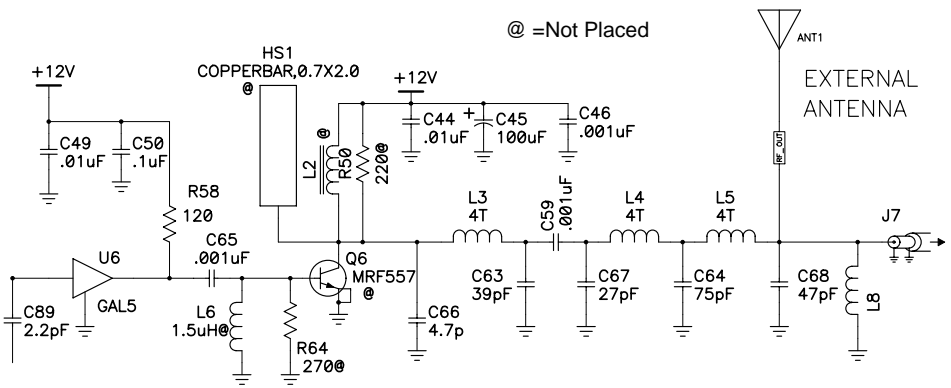 @ =Not Placed
HS1
COPPERBAR,0.7X2.0
@
+12V
+12V
ANT1
EXTERNAL
ANTENNA
C49
.01uF
C50
.1uF
L2
@
R50
220@
C44
.01uF
+
C45
100uF
C46
.001uF
RF_OUT
R58
120
C59
.001uF
L3
4T
L4
4T
L5
4T
J7
U6
GAL5
C65
.001uF
Q6
MRF557
@
C89
2.2pF
L6
1.5uH@
R64
270@
C66
4.7p
C63
39pF
C67
27pF
C64
75pF
C68
47pF
L8